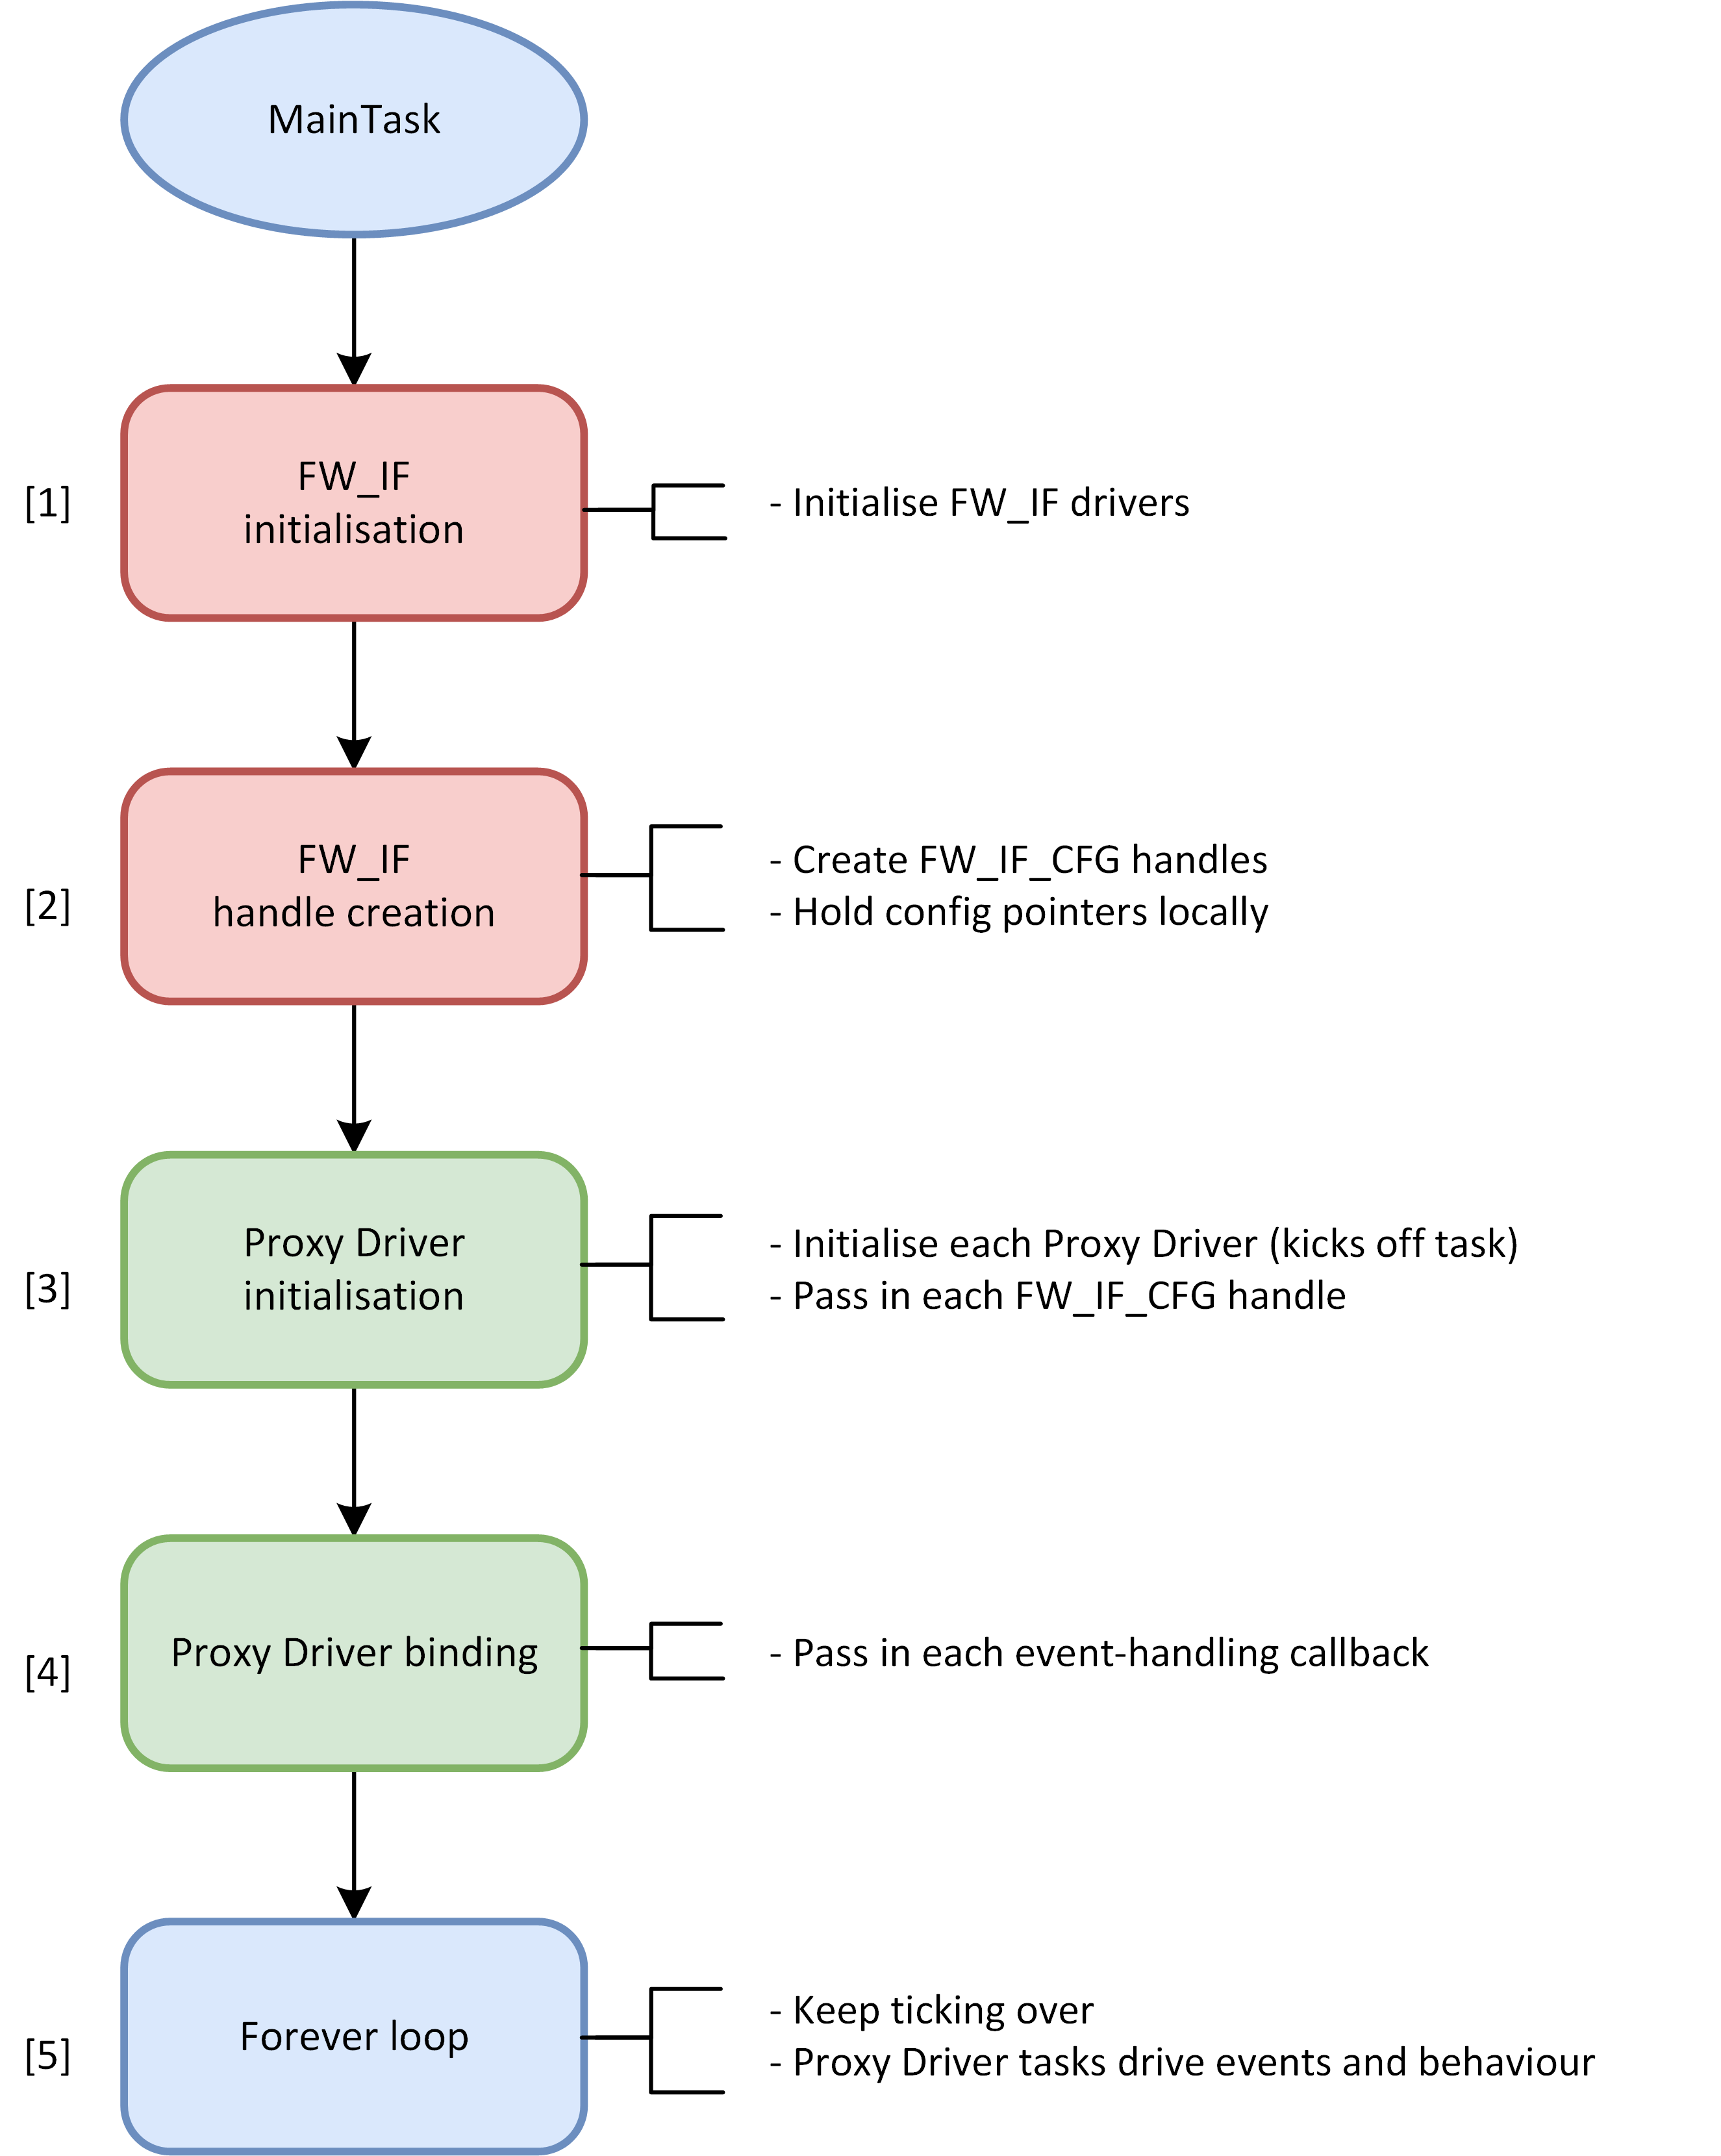 MainTask
[1]
FW_IF
initialisation
- Initialise FW_IF drivers
[2]
FW_IF
handle creation
- Create FW_IF_CFG handles
- Hold config pointers locally
[3]
Proxy Driver
initialisation
- Initialise each Proxy Driver (kicks off task)
- Pass in each FW_IF_CFG handle
[4]
Proxy Driver binding
- Pass in each event-handling callback
[5]
Forever loop
- Keep ticking over
- Proxy Driver tasks drive events and behaviour